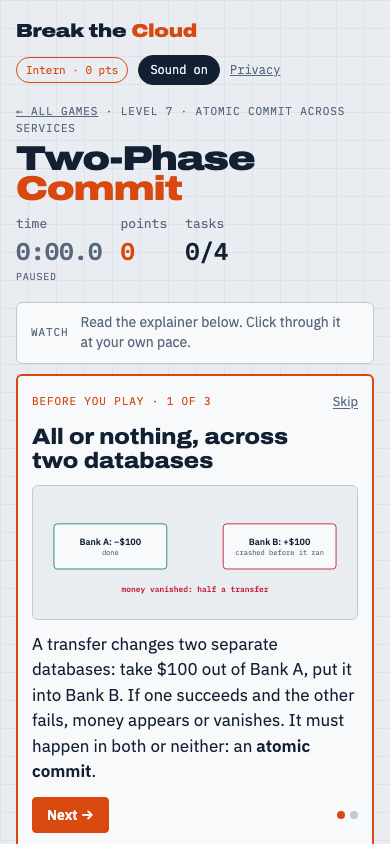 Break the Cloud
Intern · 0 pts
Sound on
Privacy
← ALL GAMES · LEVEL 7 · ATOMIC COMMIT ACROSS
SERVICES
Two-Phase
Commit
time points tasks
0:00.0 0 0/4
PAUSED
WATCH
Read the explainer below. Click through it
at your own pace.
BEFORE YOU PLAY · 1 OF 3
Skip
All or nothing, across
two databases
Bank A: −$100
done
Bank B: +$100
crashed before it ran
money vanished: half a transfer
A transfer changes two separate
databases: take $100 out of Bank A, put it
into Bank B. If one succeeds and the other
fails, money appears or vanishes. It must
happen in both or neither: an atomic
commit.
Next →